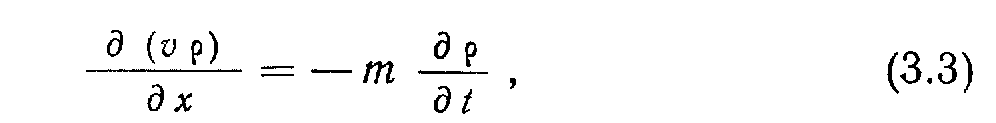 ∂ (v ρ) / ∂ x = — m ∂ ρ / ∂ t , (3.3)